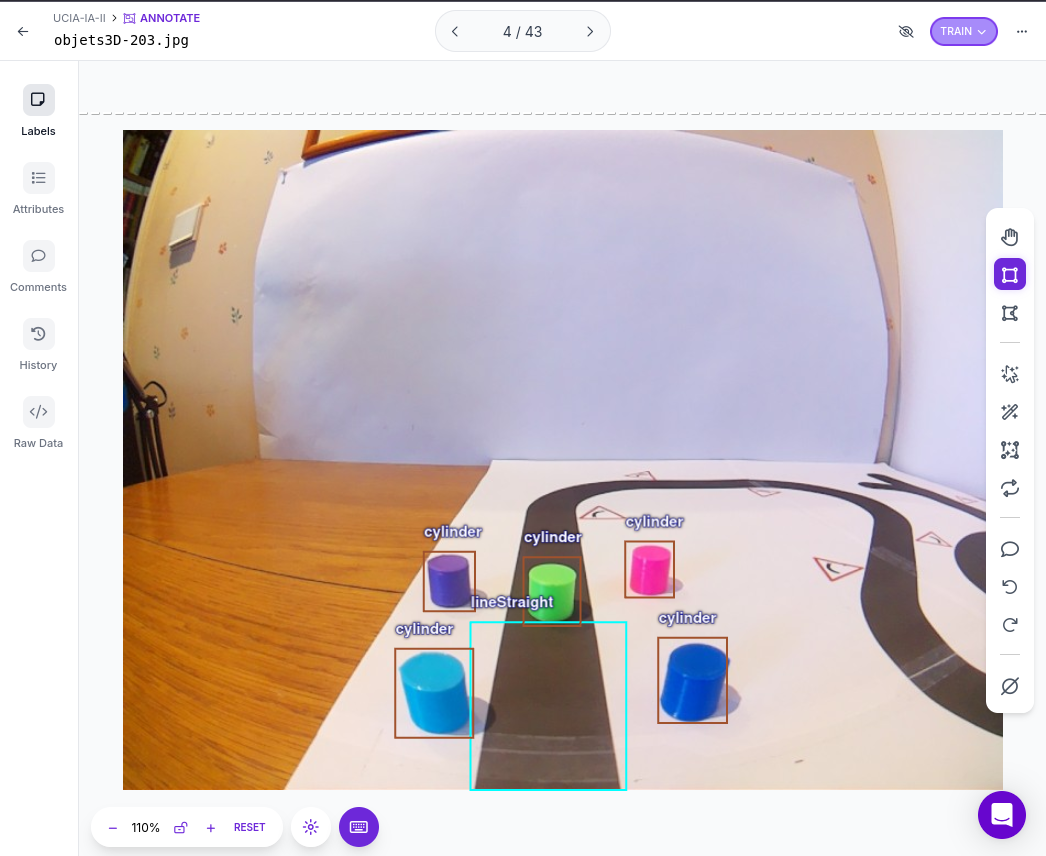 UCIA-IA-II > ANNOTATE
objets3D-203.jpg
4 / 43
TRAIN
Labels
Attributes
Comments
History
Raw Data
cylinder
cylinder
cylinder
lineStraight
cylinder
cylinder
110%
RESET